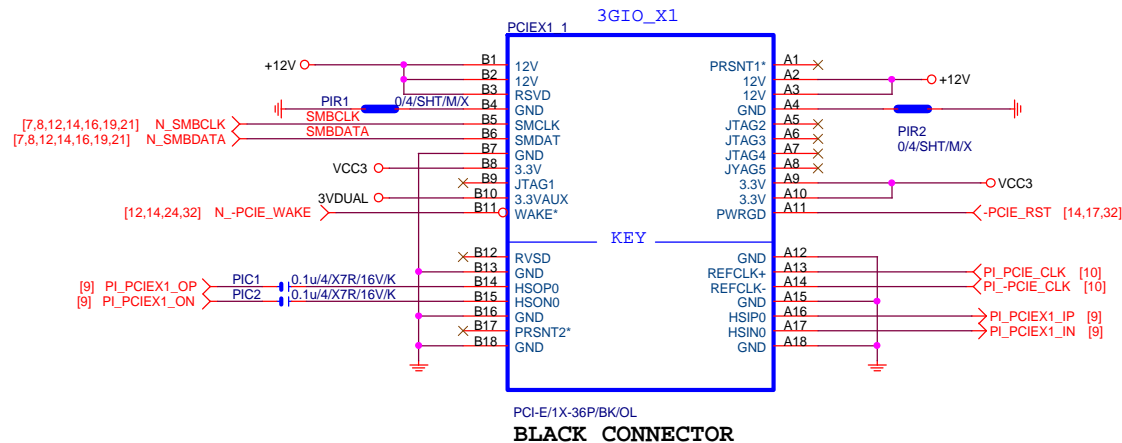 3GIO_X1
PCIEX1_1
+12V B1 12V PRSNT1* A1
B2 12V 12V A2 +12V
B3 RSVD 12V A3
PIR1 0/4/SHT/M/X B4 GND GND A4
[7,8,12,14,16,19,21] N_SMBCLK SMBCLK B5 SMCLK JTAG2 A5 PIR2
[7,8,12,14,16,19,21] N_SMBDATA SMBDATA B6 SMDAT JTAG3 A6 0/4/SHT/M/X
B7 GND JTAG4 A7
VCC3 B8 3.3V JYAG5 A8
B9 JTAG1 3.3V A9 VCC3
3VDUAL B10 3.3VAUX 3.3V A10
[12,14,24,32] N_-PCIE_WAKE B11 WAKE* PWRGD A11 -PCIE_RST [14,17,32]
KEY
B12 RVSD GND A12
B13 GND REFCLK+ A13 PI_PCIE_CLK [10]
[9] PI_PCIEX1_OP PIC1 0.1u/4/X7R/16V/K B14 HSOP0 REFCLK- A14 PI_-PCIE_CLK [10]
[9] PI_PCIEX1_ON PIC2 0.1u/4/X7R/16V/K B15 HSON0 GND A15
B16 GND HSIP0 A16 PI_PCIEX1_IP [9]
B17 PRSNT2* HSIN0 A17 PI_PCIEX1_IN [9]
B18 GND GND A18
PCI-E/1X-36P/BK/OL
BLACK CONNECTOR